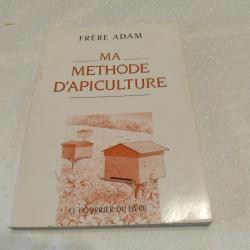 FRÈRE ADAM
MA
METHODE
D'APICULTURE
LE COURRIER DU LIVRE